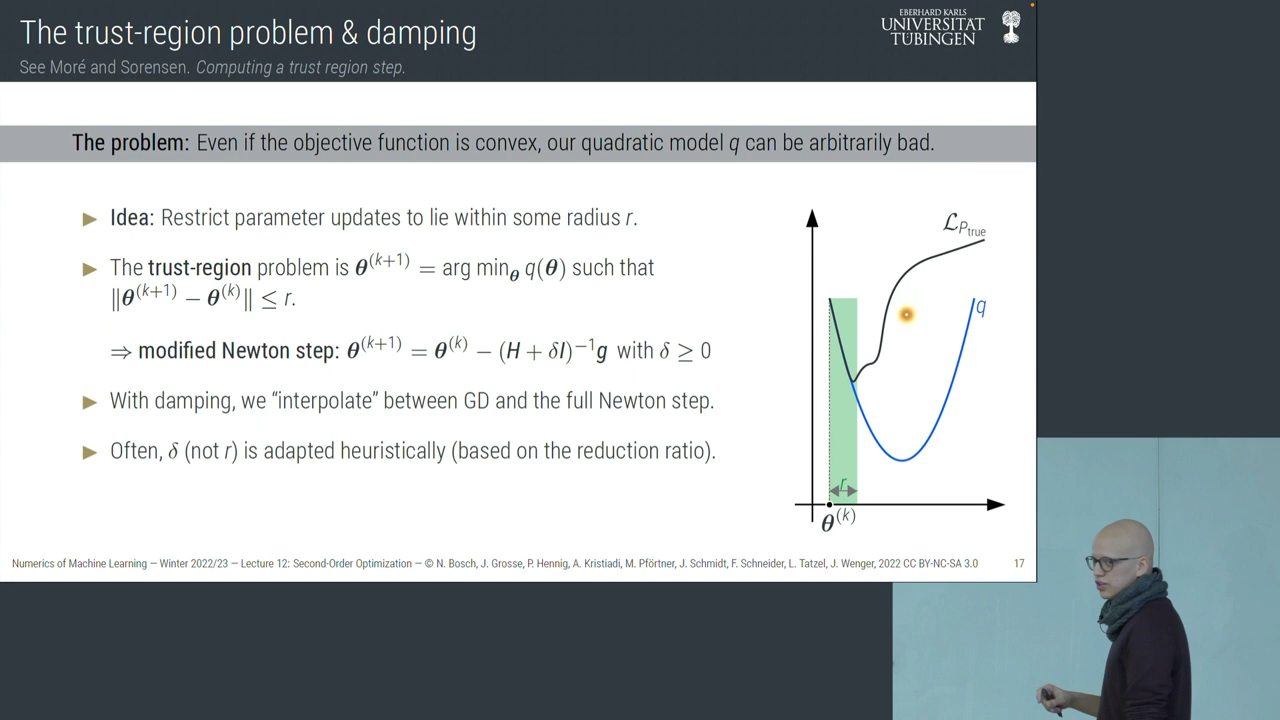 The trust-region problem & damping
See Moré and Sorensen. Computing a trust region step.
EBERHARD KARLS
UNIVERSITÄT
TÜBINGEN
The problem: Even if the objective function is convex, our quadratic model q can be arbitrarily bad.
▶ Idea: Restrict parameter updates to lie within some radius r.
▶ The trust-region problem is θ^(k+1) = arg min_θ q(θ) such that
‖θ^(k+1) − θ^(k)‖ ≤ r.
⇒ modified Newton step: θ^(k+1) = θ^(k) − (H + δI)^−1 g with δ ≥ 0
▶ With damping, we “interpolate” between GD and the full Newton step.
▶ Often, δ (not r) is adapted heuristically (based on the reduction ratio).
ℒ_P_true
q
r
θ^(k)
Numerics of Machine Learning — Winter 2022/23 — Lecture 12: Second-Order Optimization — © N. Bosch, J. Grosse, P. Hennig, A. Kristiadi, M. Pförtner, J. Schmidt, F. Schneider, L. Tatzel, J. Wenger, 2022 CC BY-NC-SA 3.0
17